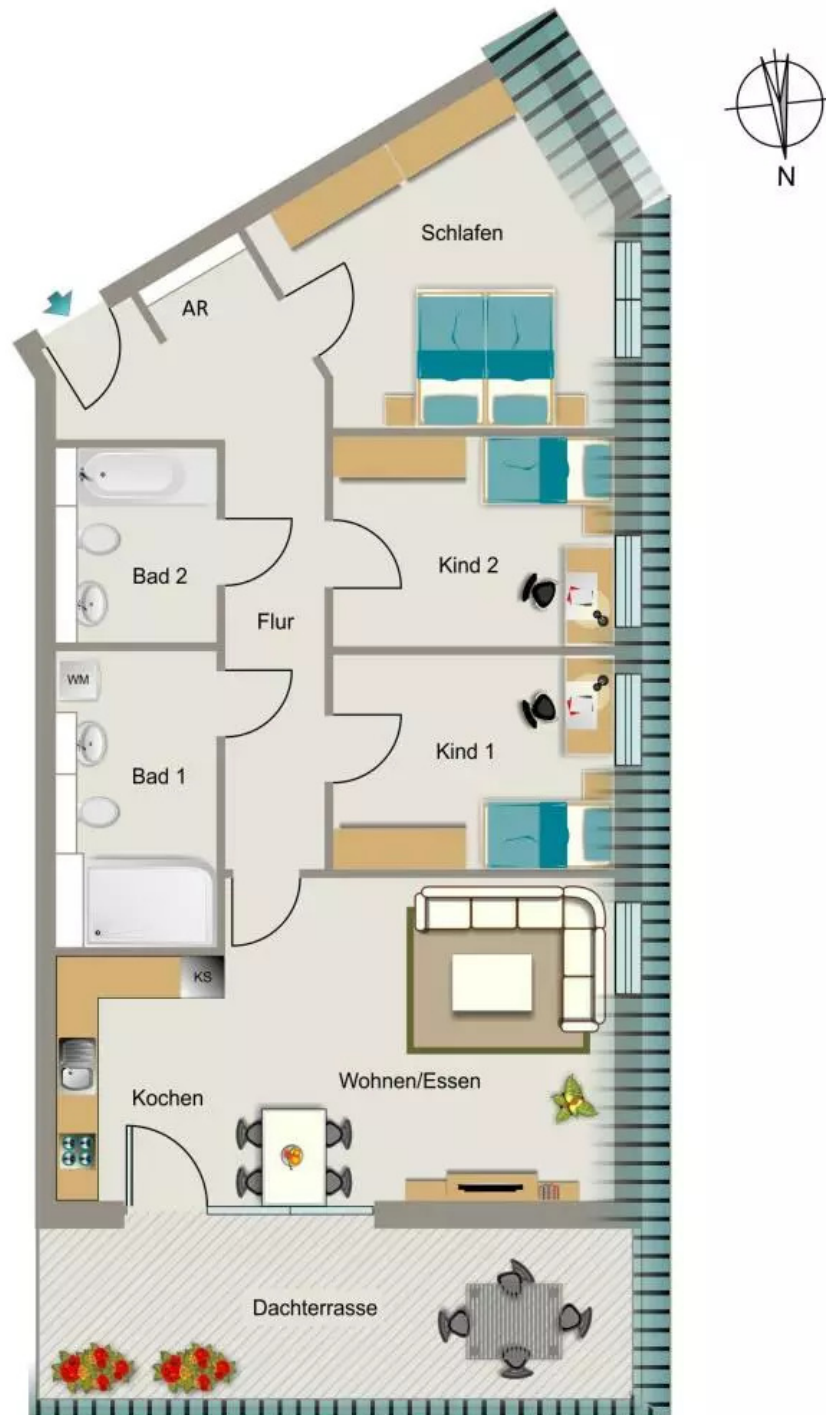 N
Schlafen
AR
Kind 2
Bad 2
Flur
WM
Kind 1
Bad 1
KS
Wohnen/Essen
Kochen
Dachterrasse